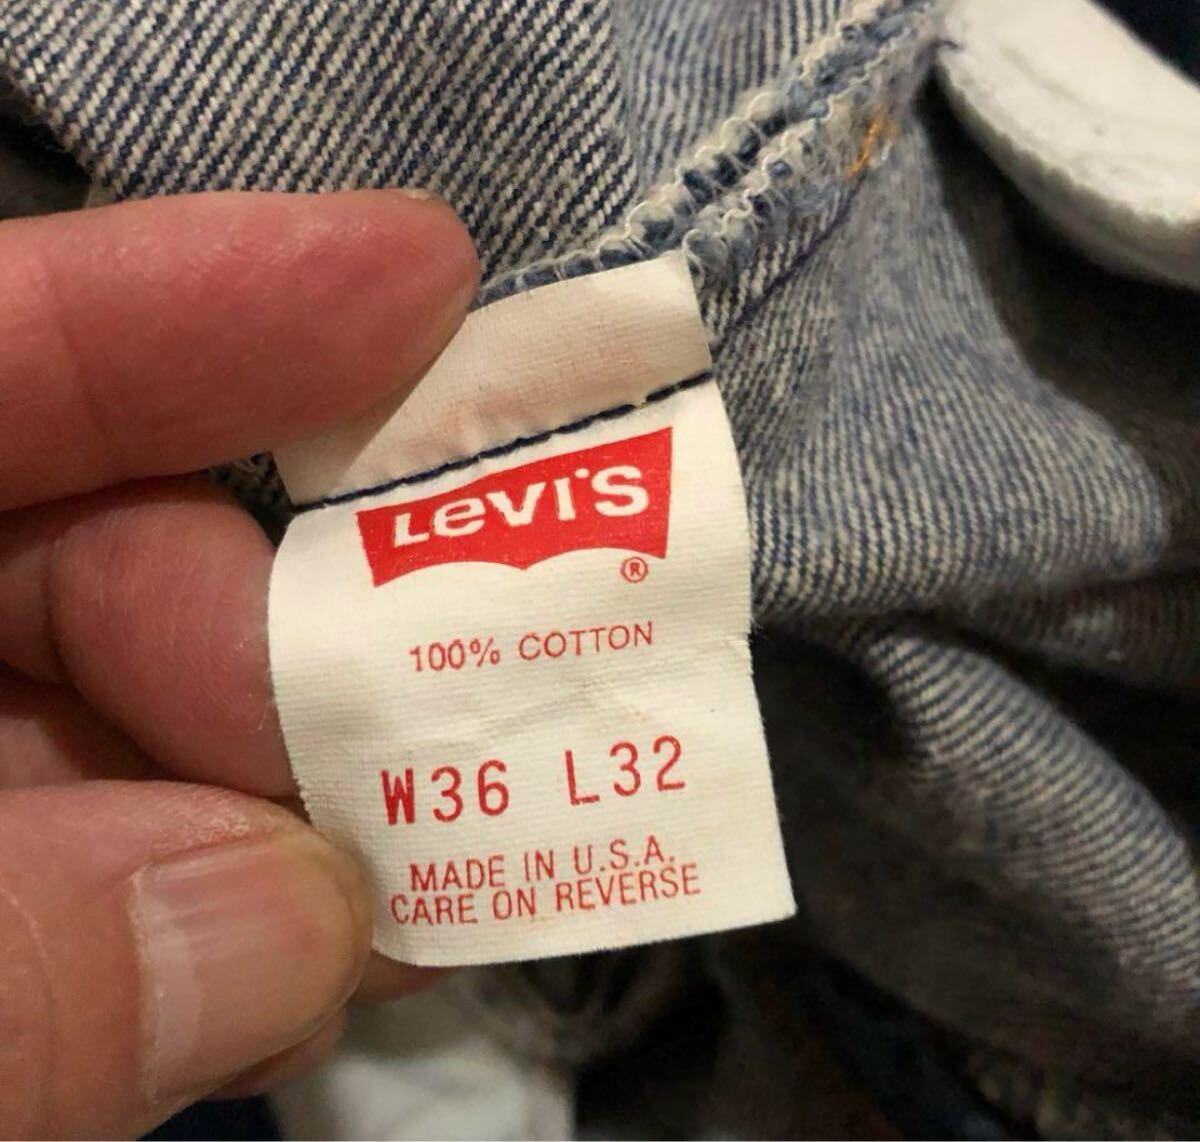 LeVI'S
®
100% COTTON
W36 L32
MADE IN U.S.A.
CARE ON REVERSE